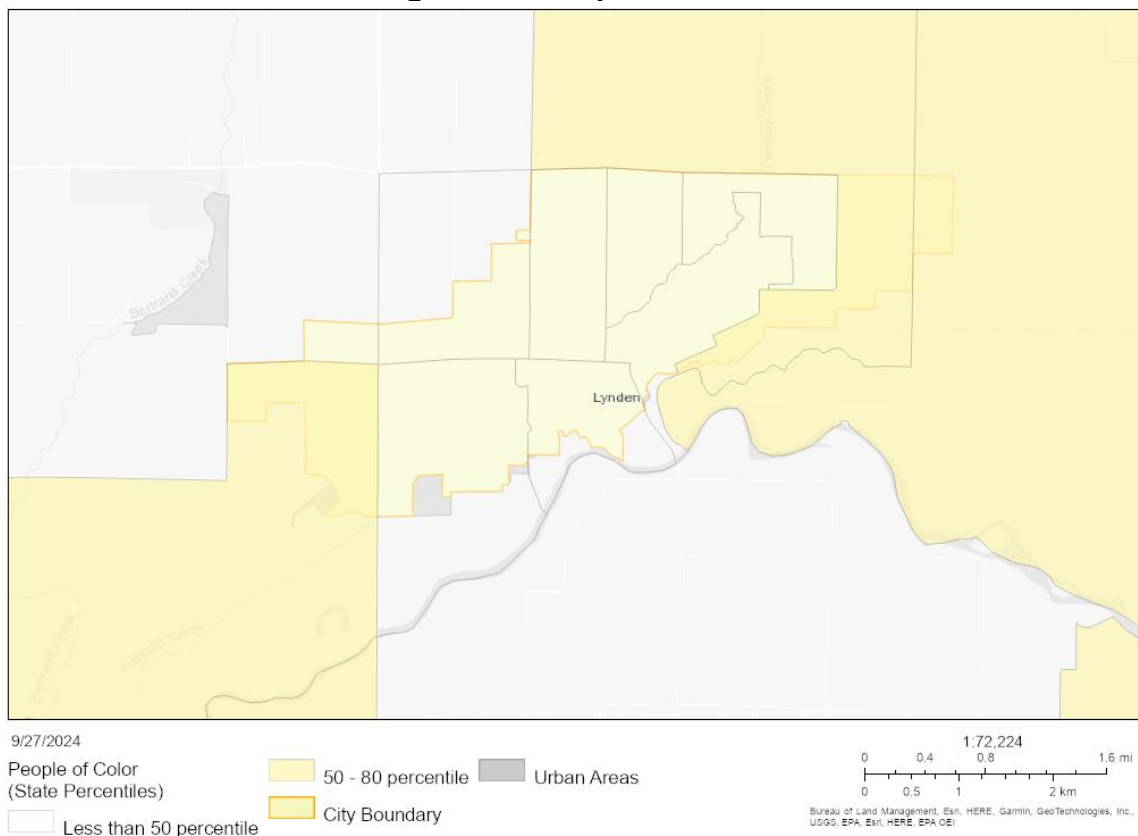 Fishtrap Creek
Bertrand Creek
Lynden
Fishtrap Creek
Bertrand Creek
9/27/2024
People of Color
(State Percentiles)
Less than 50 percentile
50 - 80 percentile
City Boundary
Urban Areas
1:72,224
0 0.4 0.8 1.6 mi
0 0.5 1 2 km
Bureau of Land Management, Esri, HERE, Garmin, GeoTechnologies, Inc.,
USGS, EPA, Esri, HERE, EPA OEI